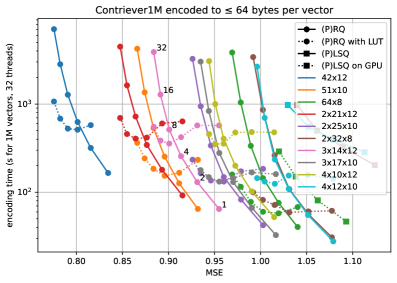 Contriever1M encoded to ≤ 64 bytes per vector
encoding time (s for 1M vectors, 32 threads)
10³
10²
(P)RQ
(P)RQ with LUT
(P)LSQ
(P)LSQ on GPU
42x12
51x10
64x8
2x21x12
2x25x10
2x32x8
3x14x12
3x17x10
4x10x12
4x12x10
32
16
8
4
2
1
0.80
0.85
0.90
0.95
1.00
1.05
1.10
MSE